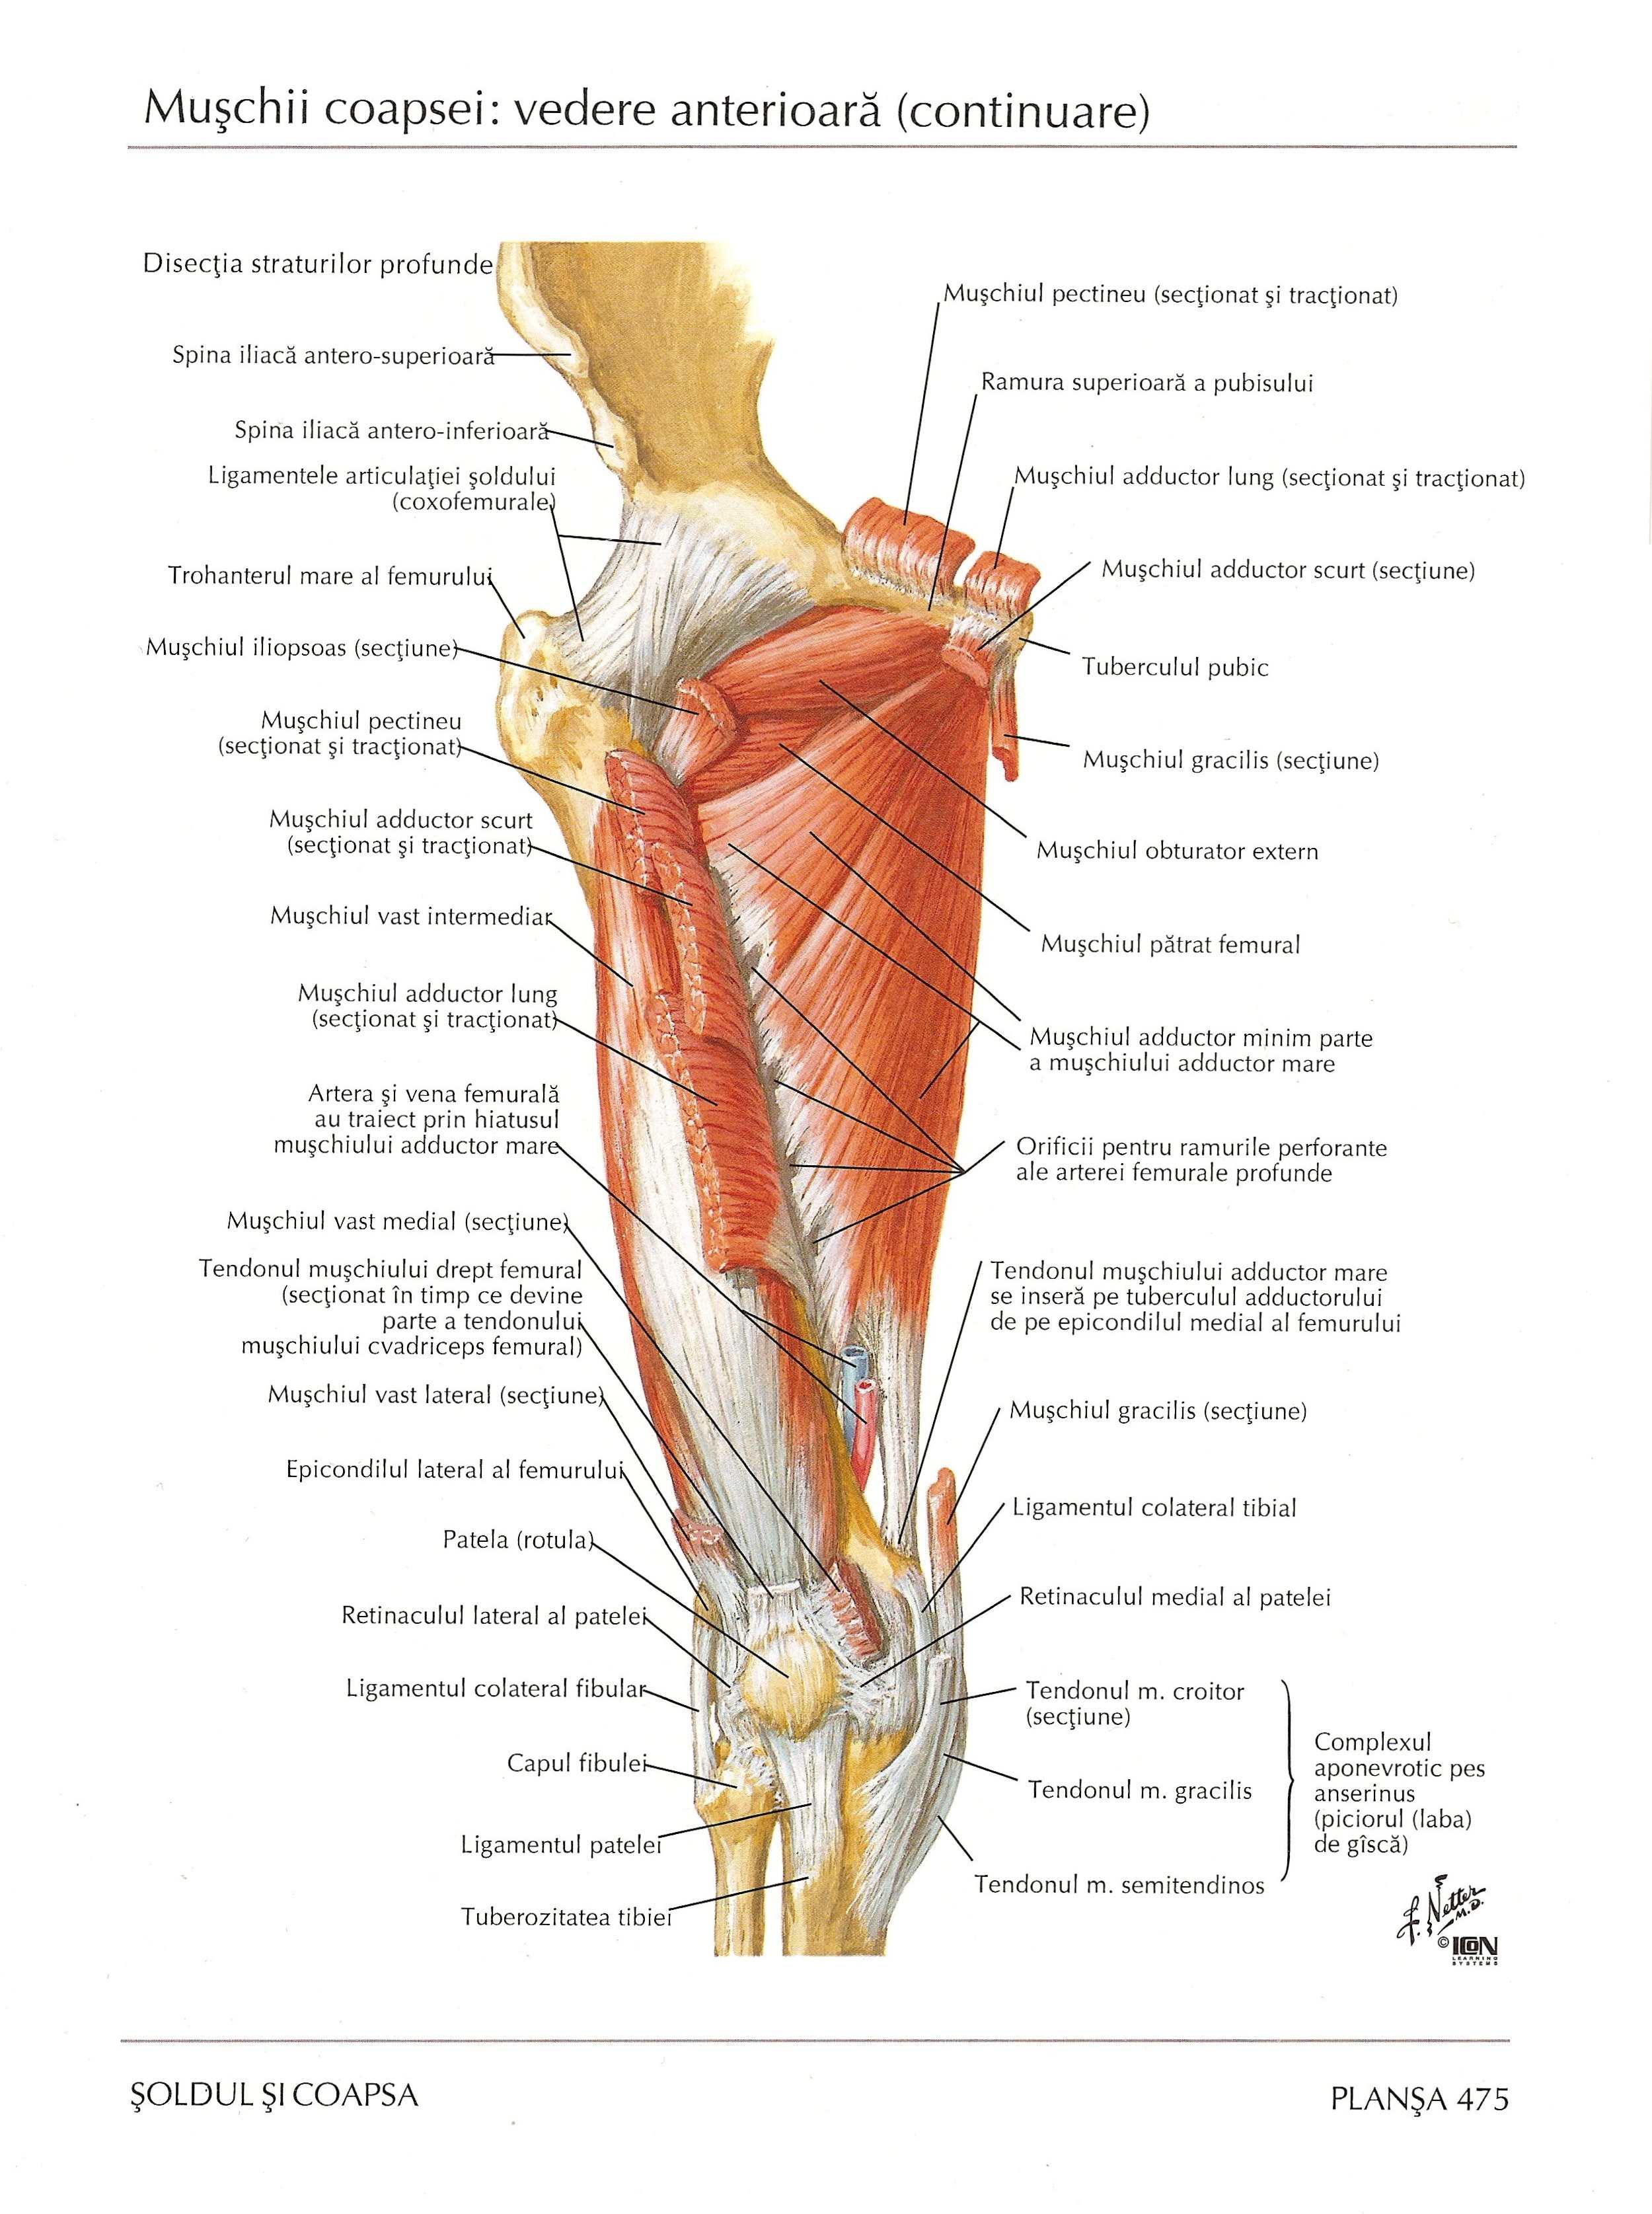 Muşchii coapsei: vedere anterioară (continuare)
Disecţia straturilor profunde
Spina iliacă antero-superioară
Spina iliacă antero-inferioară
Ligamentele articulaţiei şoldului
(coxofemurale)
Trohanterul mare al femurului
Muşchiul iliopsoas (secţiune)
Muşchiul pectineu
(secţionat şi tracţionat)
Muşchiul adductor scurt
(secţionat şi tracţionat)
Muşchiul vast intermediar
Muşchiul adductor lung
(secţionat şi tracţionat)
Artera şi vena femurală
au traiect prin hiatusul
muşchiului adductor mare
Muşchiul vast medial (secţiune)
Tendonul muşchiului drept femural
(secţionat în timp ce devine
parte a tendonului
muşchiului cvadriceps femural)
Muşchiul vast lateral (secţiune)
Epicondilul lateral al femurului
Patela (rotula)
Retinaculul lateral al patelei
Ligamentul colateral fibular
Capul fibulei
Ligamentul patelei
Tuberozitatea tibiei
Muşchiul pectineu (secţionat şi tracţionat)
Ramura superioară a pubisului
Muşchiul adductor lung (secţionat şi tracţionat)
Muşchiul adductor scurt (secţiune)
Tuberculul pubic
Muşchiul gracilis (secţiune)
Muşchiul obturator extern
Muşchiul pătrat femural
Muşchiul adductor minim parte
a muşchiului adductor mare
Orificii pentru ramurile perforante
ale arterei femurale profunde
Tendonul muşchiului adductor mare
se inseră pe tuberculul adductorului
de pe epicondilul medial al femurului
Muşchiul gracilis (secţiune)
Ligamentul colateral tibial
Retinaculul medial al patelei
Tendonul m. croitor
(secţiune)
Tendonul m. gracilis
Tendonul m. semitendinos
Complexul
aponevrotic pes
anserinus
(piciorul (laba)
de gîscă)
F. Netter
M.D.
© ICON
LEARNING
SYSTEMS
ŞOLDUL ŞI COAPSA
PLANŞA 475